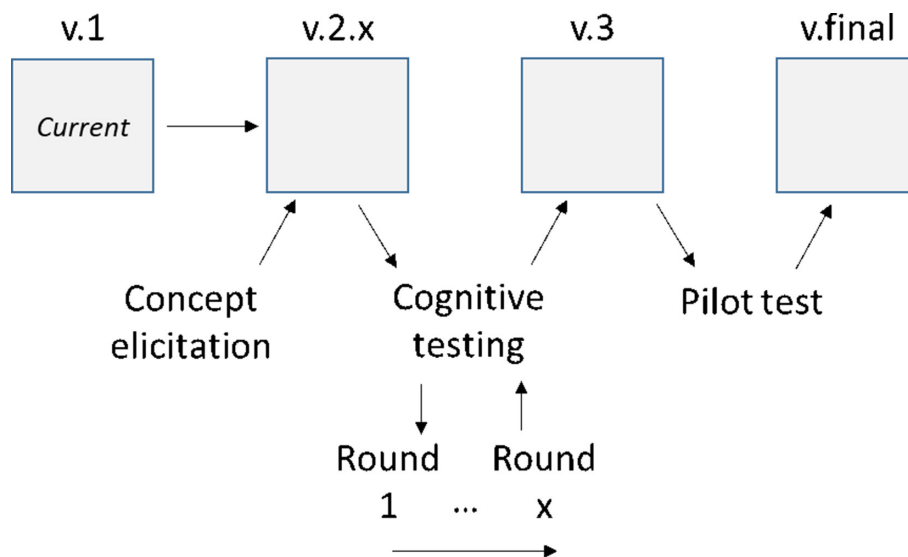 v.1 v.2.x v.3 v.final
Current
Concept
elicitation
Cognitive
testing
Pilot test
Round Round
1 ... x